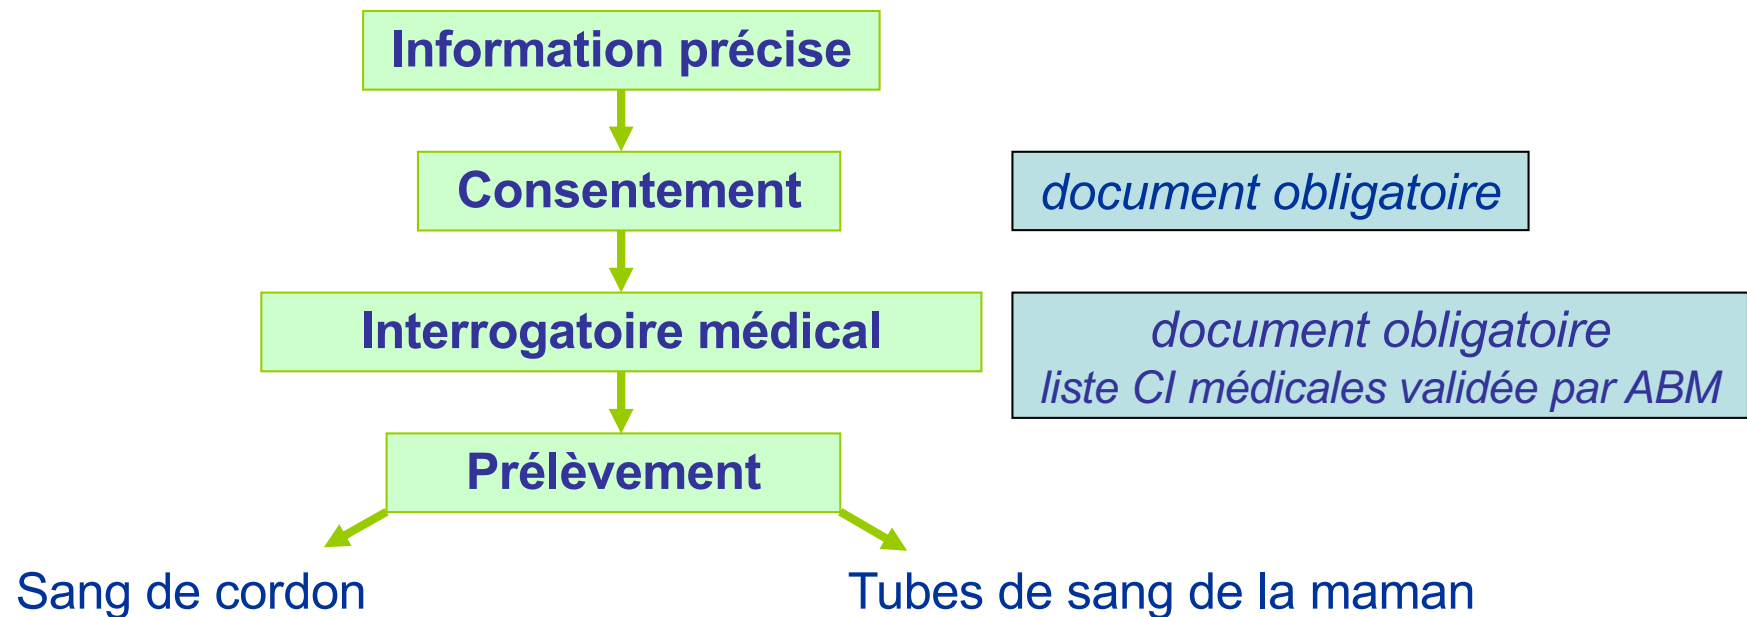 Information précise
Consentement
document obligatoire
Interrogatoire médical
document obligatoire
liste CI médicales validée par ABM
Prélèvement
Sang de cordon
Tubes de sang de la maman